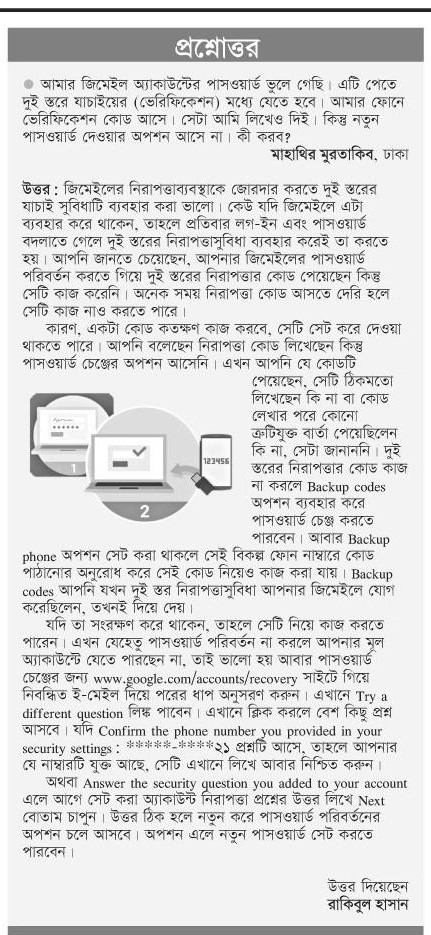 প্রশ্নোত্তর
● আমার জিমেইল অ্যাকাউন্টের পাসওয়ার্ড ভুলে গেছি। এটি পেতে
দুই স্তরে যাচাইয়ের (ভেরিফিকেশন) মধ্যে যেতে হবে। আমার ফোনে
ভেরিফিকেশন কোড আসে। সেটা আমি লিখেও দিই। কিন্তু নতুন
পাসওয়ার্ড দেওয়ার অপশন আসে না। কী করব?
মাহাথির মুরতাকিব, ঢাকা
উত্তর : জিমেইলের নিরাপত্তাব্যবস্থাকে জোরদার করতে দুই স্তরের
যাচাই সুবিধাটি ব্যবহার করা ভালো। কেউ যদি জিমেইলে এটা
ব্যবহার করে থাকেন, তাহলে প্রতিবার লগ-ইন এবং পাসওয়ার্ড
বদলাতে গেলে দুই স্তরের নিরাপত্তাসুবিধা ব্যবহার করেই তা করতে
হয়। আপনি জানতে চেয়েছেন, আপনার জিমেইলের পাসওয়ার্ড
পরিবর্তন করতে গিয়ে দুই স্তরের নিরাপত্তার কোড পেয়েছেন কিন্তু
সেটি কাজ করেনি। অনেক সময় নিরাপত্তা কোড আসতে দেরি হলে
সেটি কাজ নাও করতে পারে।
কারণ, একটা কোড কতক্ষণ কাজ করবে, সেটি সেট করে দেওয়া
থাকতে পারে। আপনি বলেছেন নিরাপত্তা কোড লিখেছেন কিন্তু
পাসওয়ার্ড চেঞ্জের অপশন আসেনি। এখন আপনি যে কোডটি
পেয়েছেন, সেটি ঠিকমতো
লিখেছেন কি না বা কোড
লেখার পরে কোনো
ত্রুটিযুক্ত বার্তা পেয়েছিলেন
কি না, সেটা জানাননি। দুই
স্তরের নিরাপত্তার কোড কাজ
না করলে Backup codes
অপশন ব্যবহার করে
পাসওয়ার্ড চেঞ্জ করতে
পারবেন। আবার Backup
1
2
123456
phone অপশন সেট করা থাকলে সেই বিকল্প ফোন নাম্বারে কোড
পাঠানোর অনুরোধ করে সেই কোড নিয়েও কাজ করা যায়। Backup
codes আপনি যখন দুই স্তর নিরাপত্তাসুবিধা আপনার জিমেইলে যোগ
করেছিলেন, তখনই দিয়ে দেয়।
যদি তা সংরক্ষণ করে থাকেন, তাহলে সেটি নিয়ে কাজ করতে
পারেন। এখন যেহেতু পাসওয়ার্ড পরিবর্তন না করলে আপনার মূল
অ্যাকাউন্টে যেতে পারছেন না, তাই ভালো হয় আবার পাসওয়ার্ড
চেঞ্জের জন্য www.google.com/accounts/recovery সাইটে গিয়ে
নিবন্ধিত ই-মেইল দিয়ে পরের ধাপ অনুসরণ করুন। এখানে Try a
different question লিঙ্ক পাবেন। এখানে ক্লিক করলে বেশ কিছু প্রশ্ন
আসবে। যদি Confirm the phone number you provided in your
security settings : *****-****২১ প্রশ্নটি আসে, তাহলে আপনার
যে নাম্বারটি যুক্ত আছে, সেটি এখানে লিখে আবার নিশ্চিত করুন।
অথবা Answer the security question you added to your account
এলে আগে সেট করা অ্যাকাউন্ট নিরাপত্তা প্রশ্নের উত্তর লিখে Next
বোতাম চাপুন। উত্তর ঠিক হলে নতুন করে পাসওয়ার্ড পরিবর্তনের
অপশন চলে আসবে। অপশন এলে নতুন পাসওয়ার্ড সেট করতে
পারবেন।
উত্তর দিয়েছেন
রাকিবুল হাসান